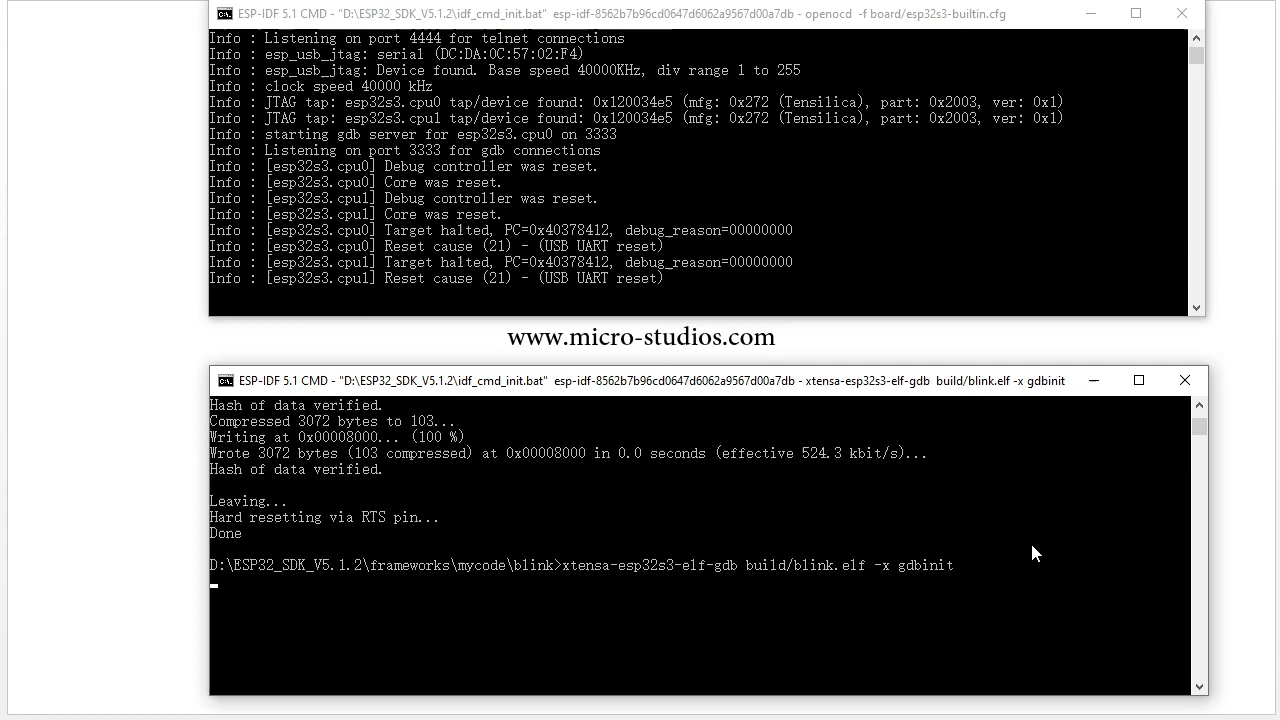 ESP-IDF 5.1 CMD - "D:\ESP32_SDK_V5.1.2\idf_cmd_init.bat" esp-idf-8562b7b96cd0647d6062a9567d00a7db - openocd -f board/esp32s3-builtin.cfg
Info : Listening on port 4444 for telnet connections
Info : esp_usb_jtag: serial (DC:DA:0C:57:02:F4)
Info : esp_usb_jtag: Device found. Base speed 40000KHz, div range 1 to 255
Info : clock speed 40000 kHz
Info : JTAG tap: esp32s3.cpu0 tap/device found: 0x120034e5 (mfg: 0x272 (Tensilica), part: 0x2003, ver: 0x1)
Info : JTAG tap: esp32s3.cpu1 tap/device found: 0x120034e5 (mfg: 0x272 (Tensilica), part: 0x2003, ver: 0x1)
Info : starting gdb server for esp32s3.cpu0 on 3333
Info : Listening on port 3333 for gdb connections
Info : [esp32s3.cpu0] Debug controller was reset.
Info : [esp32s3.cpu0] Core was reset.
Info : [esp32s3.cpu1] Debug controller was reset.
Info : [esp32s3.cpu1] Core was reset.
Info : [esp32s3.cpu0] Target halted, PC=0x40378412, debug_reason=00000000
Info : [esp32s3.cpu0] Reset cause (21) - (USB UART reset)
Info : [esp32s3.cpu1] Target halted, PC=0x40378412, debug_reason=00000000
Info : [esp32s3.cpu1] Reset cause (21) - (USB UART reset)
www.micro-studios.com
ESP-IDF 5.1 CMD - "D:\ESP32_SDK_V5.1.2\idf_cmd_init.bat" esp-idf-8562b7b96cd0647d6062a9567d00a7db - xtensa-esp32s3-elf-gdb build/blink.elf -x gdbinit
Hash of data verified.
Compressed 3072 bytes to 103...
Writing at 0x00008000... (100 %)
Wrote 3072 bytes (103 compressed) at 0x00008000 in 0.0 seconds (effective 524.3 kbit/s)...
Hash of data verified.
Leaving...
Hard resetting via RTS pin...
Done
D:\ESP32_SDK_V5.1.2\frameworks\mycode\blink>xtensa-esp32s3-elf-gdb build/blink.elf -x gdbinit